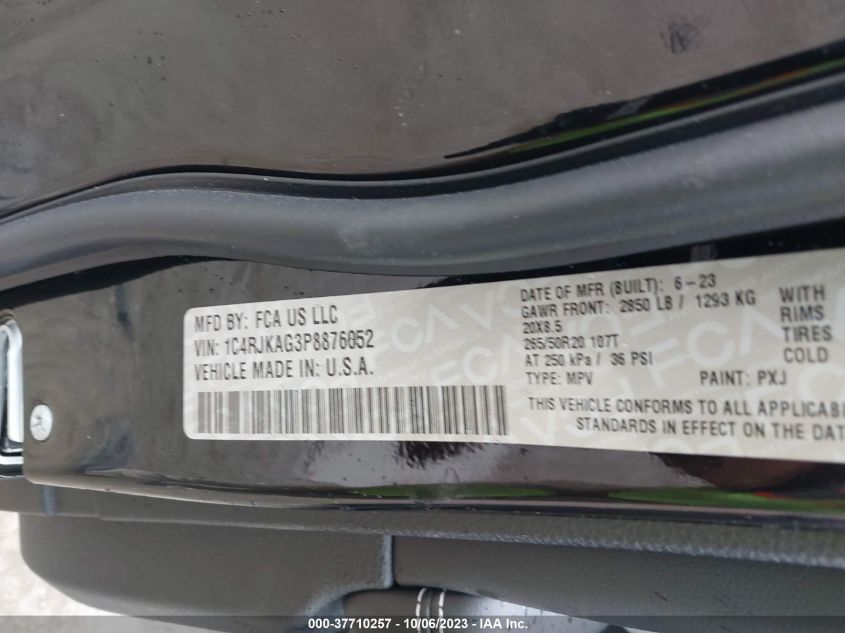 MFD BY: FCA US LLC
VIN: 1C4RJKAG3P8876052
VEHICLE MADE IN: U.S.A.
DATE OF MFR (BUILT): 6-23
GAWR FRONT: 2850 LB / 1293 KG
WITH
20X8.5
RIMS
265/50R20 107T
TIRES
AT 250 kPa / 36 PSI
COLD
TYPE: MPV
PAINT: PXJ
THIS VEHICLE CONFORMS TO ALL APPLICABL
STANDARDS IN EFFECT ON THE DAT
000-37710257 - 10/06/2023 - IAA Inc.